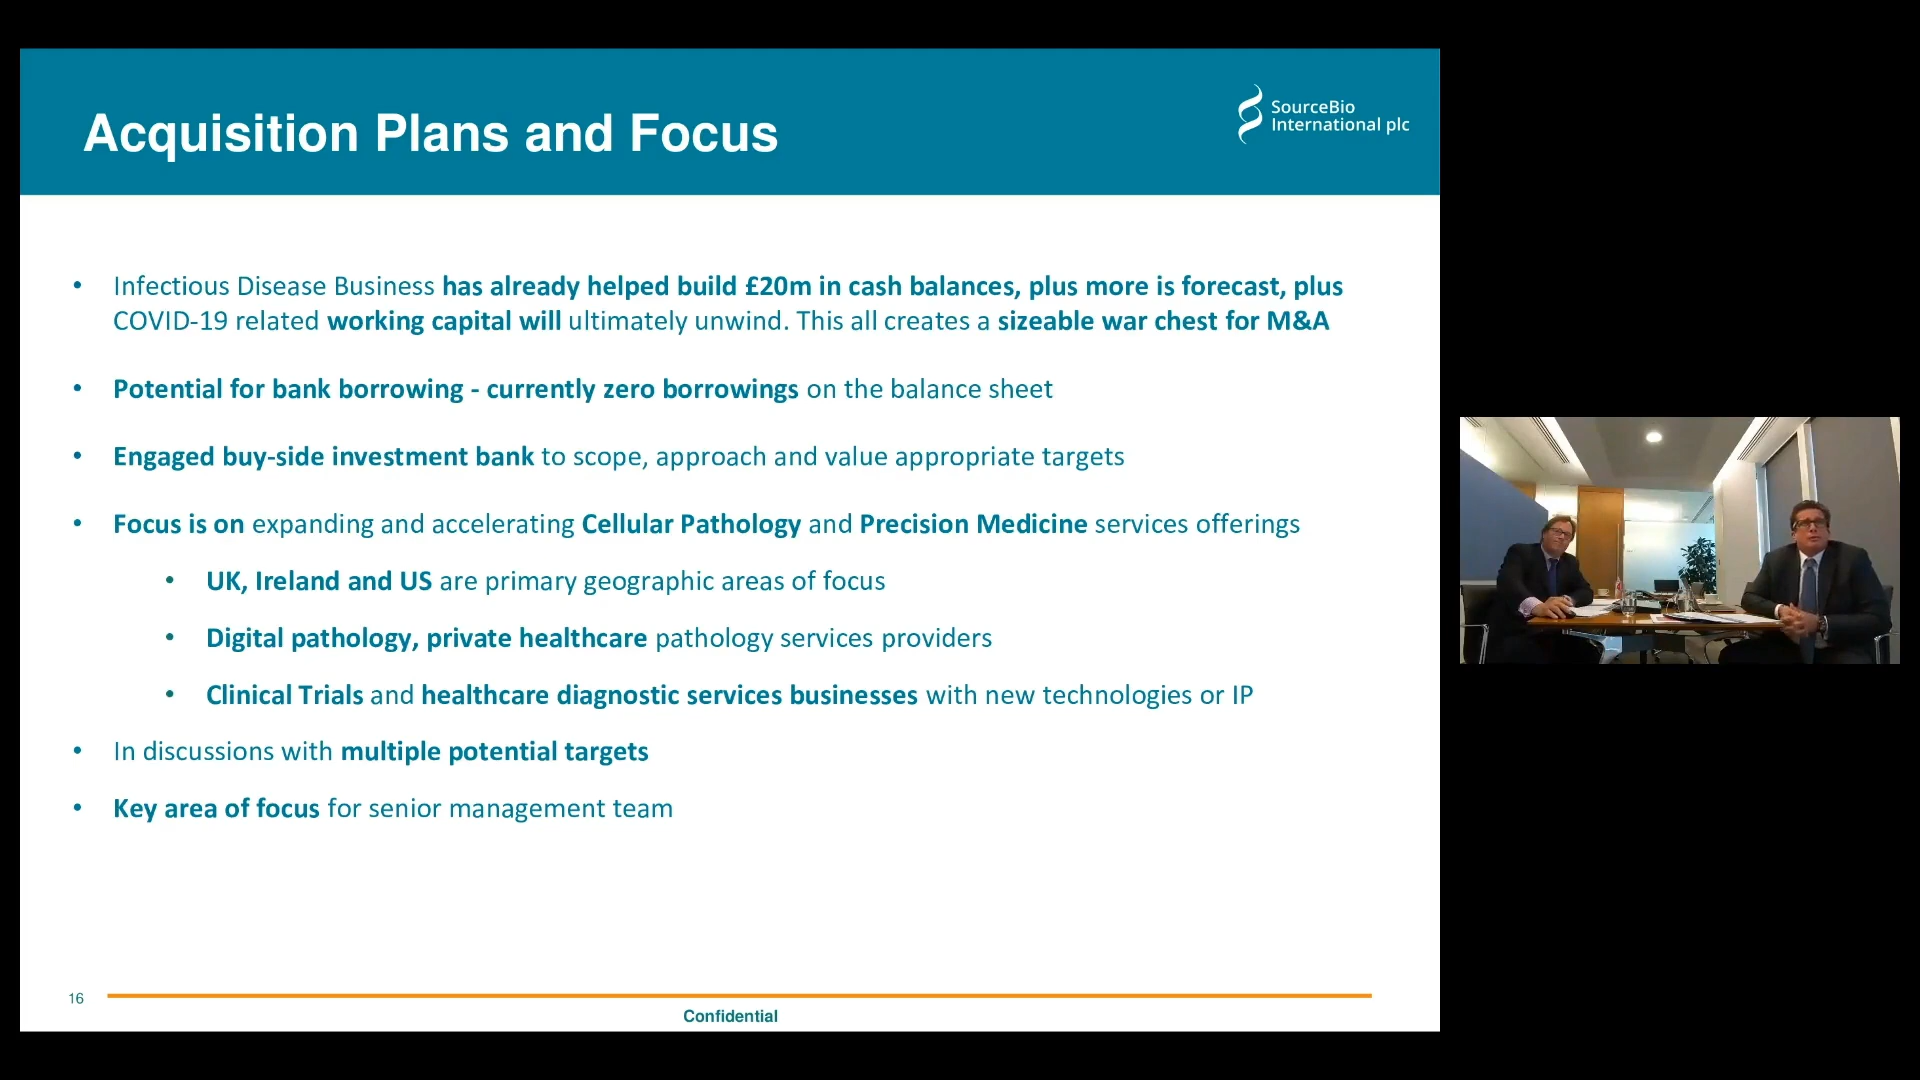 Acquisition Plans and Focus
SourceBio
International plc
• Infectious Disease Business has already helped build £20m in cash balances, plus more is forecast, plus
COVID-19 related working capital will ultimately unwind. This all creates a sizeable war chest for M&A
• Potential for bank borrowing - currently zero borrowings on the balance sheet
• Engaged buy-side investment bank to scope, approach and value appropriate targets
• Focus is on expanding and accelerating Cellular Pathology and Precision Medicine services offerings
• UK, Ireland and US are primary geographic areas of focus
• Digital pathology, private healthcare pathology services providers
• Clinical Trials and healthcare diagnostic services businesses with new technologies or IP
• In discussions with multiple potential targets
• Key area of focus for senior management team
16
Confidential